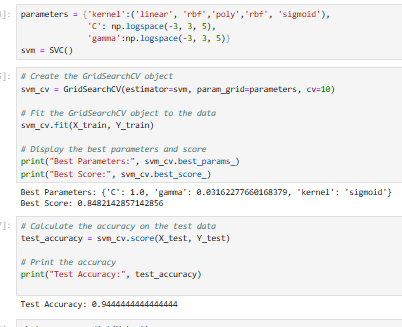 ]: parameters = {'kernel':('linear', 'rbf','poly','rbf', 'sigmoid'),
'C': np.logspace(-3, 3, 5),
'gamma':np.logspace(-3, 3, 5)}
svm = SVC()
]: # Create the GridSearchCV object
svm_cv = GridSearchCV(estimator=svm, param_grid=parameters, cv=10)
# Fit the GridSearchCV object to the data
svm_cv.fit(X_train, Y_train)
# Display the best parameters and score
print("Best Parameters:", svm_cv.best_params_)
print("Best Score:", svm_cv.best_score_)
Best Parameters: {'C': 1.0, 'gamma': 0.03162277660168379, 'kernel': 'sigmoid'}
Best Score: 0.8482142857142856
]: # Calculate the accuracy on the test data
test_accuracy = svm_cv.score(X_test, Y_test)
# Print the accuracy
print("Test Accuracy:", test_accuracy)
Test Accuracy: 0.9444444444444444